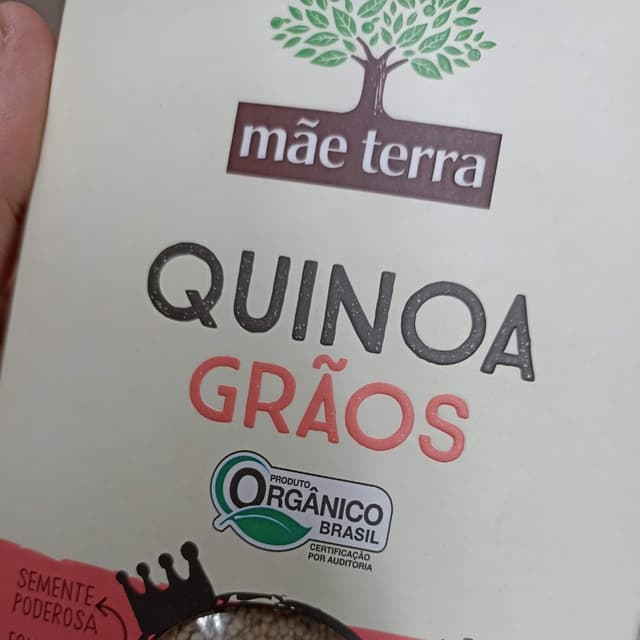 mãe terra
QUINOA
GRÃOS
PRODUTO
ORGÂNICO
BRASIL
CERTIFICAÇÃO
POR AUDITORIA
SEMENTE
PODEROSA